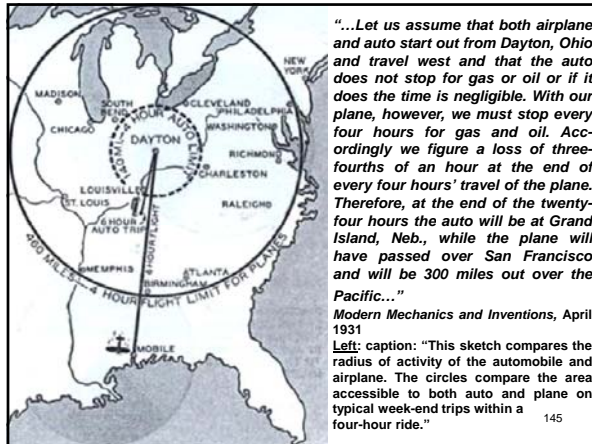 MADISON
SOUTH
BEND
CHICAGO
CLEVELAND
NEW
YORK
PHILADELPHIA
WASHINGTON
140 MI-4 HOUR AUTO LIMIT
DAYTON
RICHMOND
CHARLESTON
LOUISVILLE
ST. LOUIS
RALEIGH
6 HOUR
AUTO TRIP
4 HOUR FLIGHT
460 MILES-4 HOUR FLIGHT LIMIT FOR PLANES
MEMPHIS
ATLANTA
BIRMINGHAM
MOBILE
“…Let us assume that both airplane
and auto start out from Dayton, Ohio
and travel west and that the auto
does not stop for gas or oil or if it
does the time is negligible. With our
plane, however, we must stop every
four hours for gas and oil. Acc-
ordingly we figure a loss of three-
fourths of an hour at the end of
every four hours’ travel of the plane.
Therefore, at the end of the twenty-
four hours the auto will be at Grand
Island, Neb., while the plane will
have passed over San Francisco
and will be 300 miles out over the
Pacific…”
Modern Mechanics and Inventions, April
1931
Left: caption: “This sketch compares the
radius of activity of the automobile and
airplane. The circles compare the area
accessible to both auto and plane on
typical week-end trips within a
four-hour ride.”
145